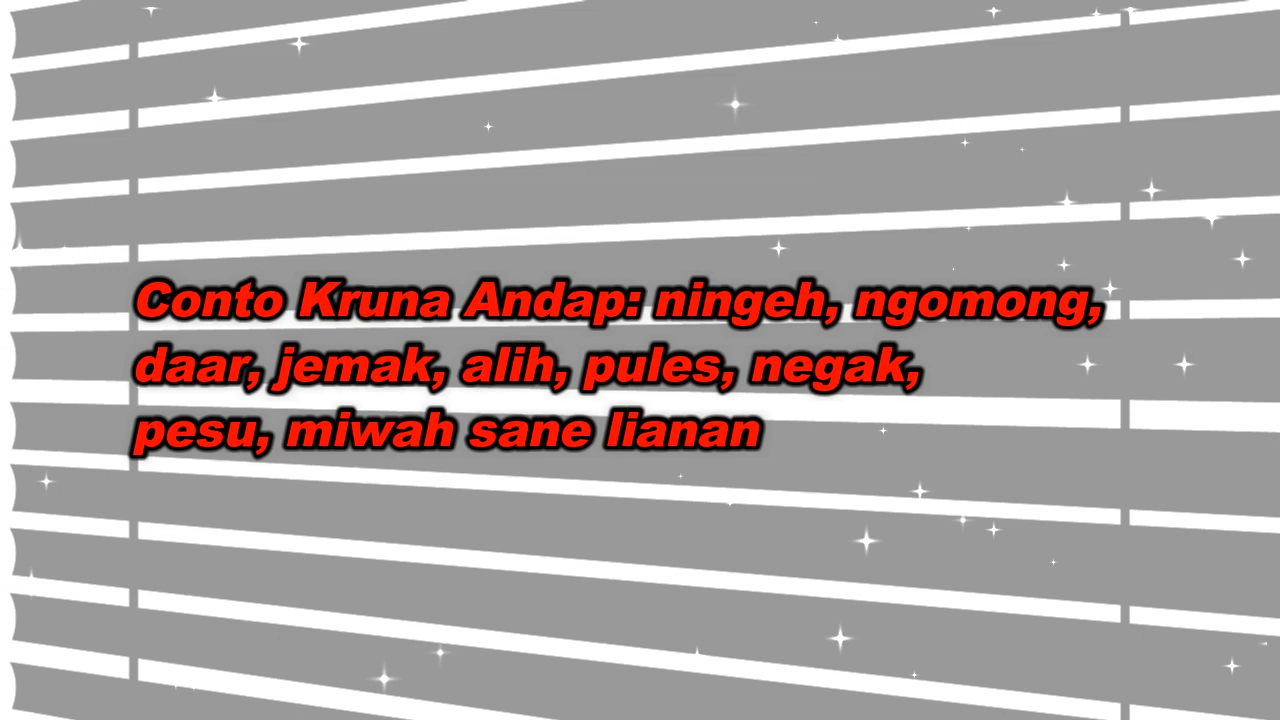 Conto Kruna Andap: ningeh, ngomong,
daar, jemak, alih, pules, negak,
pesu, miwah sane lianan